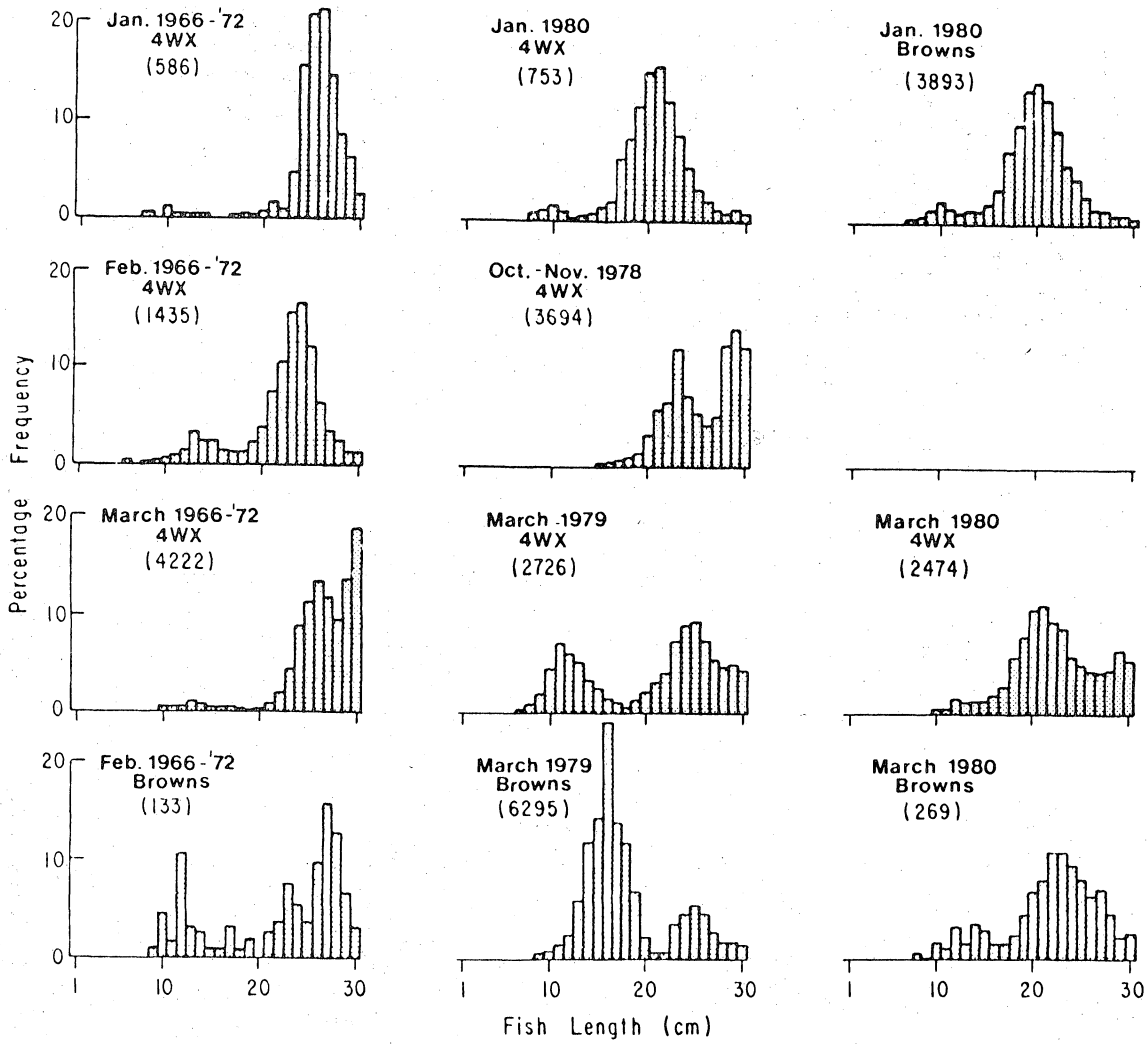 Jan. 1966-'72
4WX
(586)
20
10
0
Jan. 1980
4WX
(753)
Jan. 1980
Browns
(3893)
Feb. 1966-'72
4WX
(1435)
20
10
0
Oct.-Nov. 1978
4WX
(3694)
Percentage Frequency
March 1966-'72
4WX
(4222)
20
10
0
March 1979
4WX
(2726)
March 1980
4WX
(2474)
Feb. 1966-'72
Browns
(133)
20
10
0
March 1979
Browns
(6295)
March 1980
Browns
(269)
1 10 20 30
1 10 20 30
1 10 20 30
Fish Length (cm)